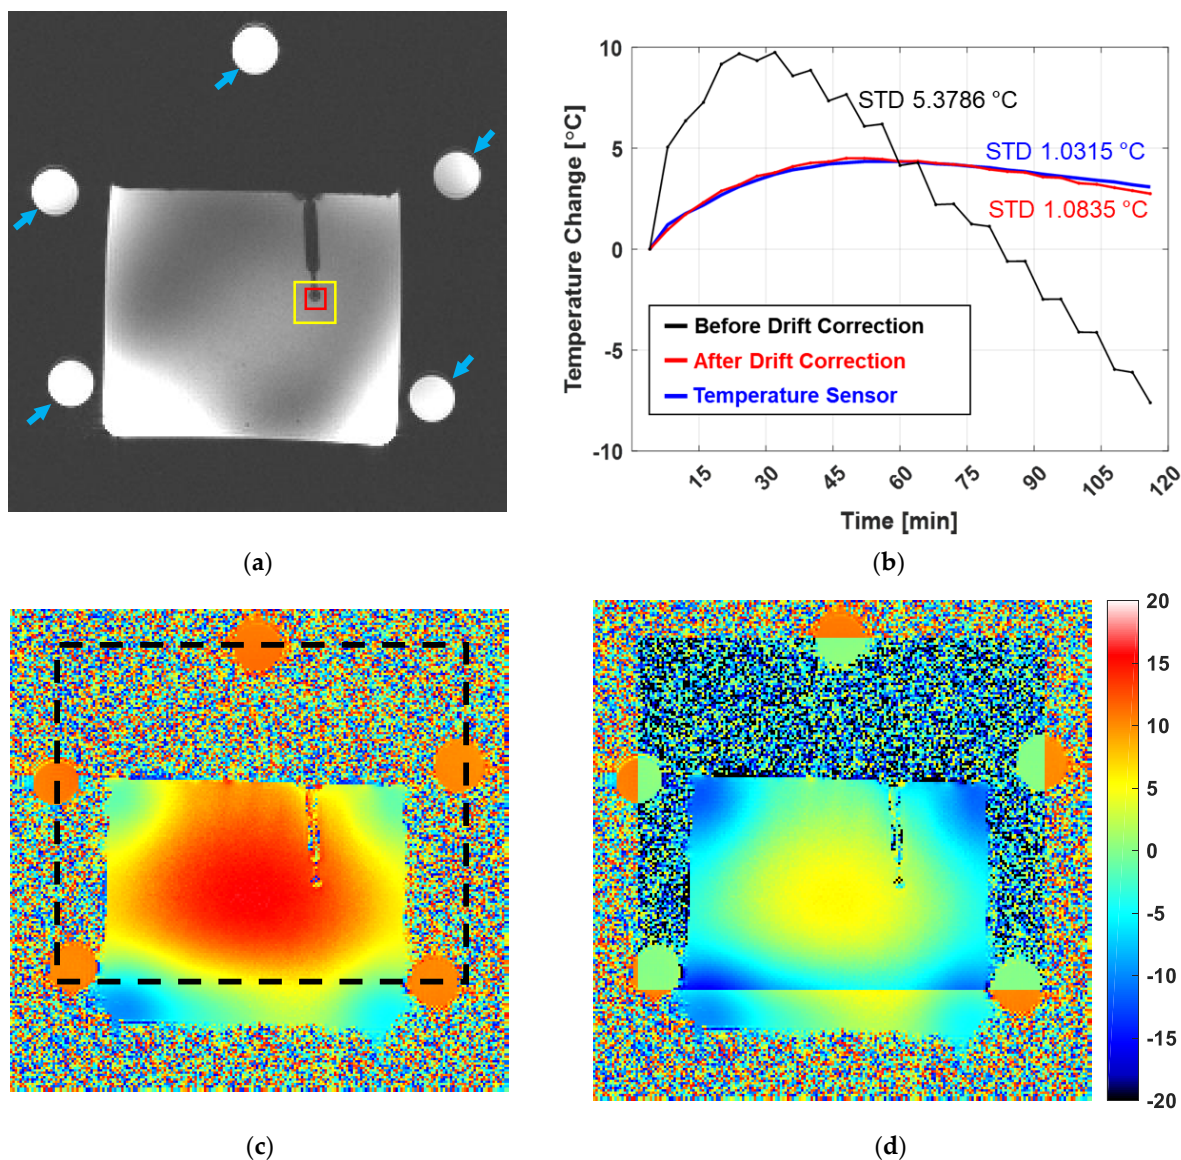 10
5
0
-5
-10
Temperature Change [°C]
STD 5.3786 °C
STD 1.0315 °C
STD 1.0835 °C
Before Drift Correction
After Drift Correction
Temperature Sensor
15 30 45 60 75 90 105 120
Time [min]
(a)
(b)
20
15
10
5
0
-5
-10
-15
-20
(c)
(d)